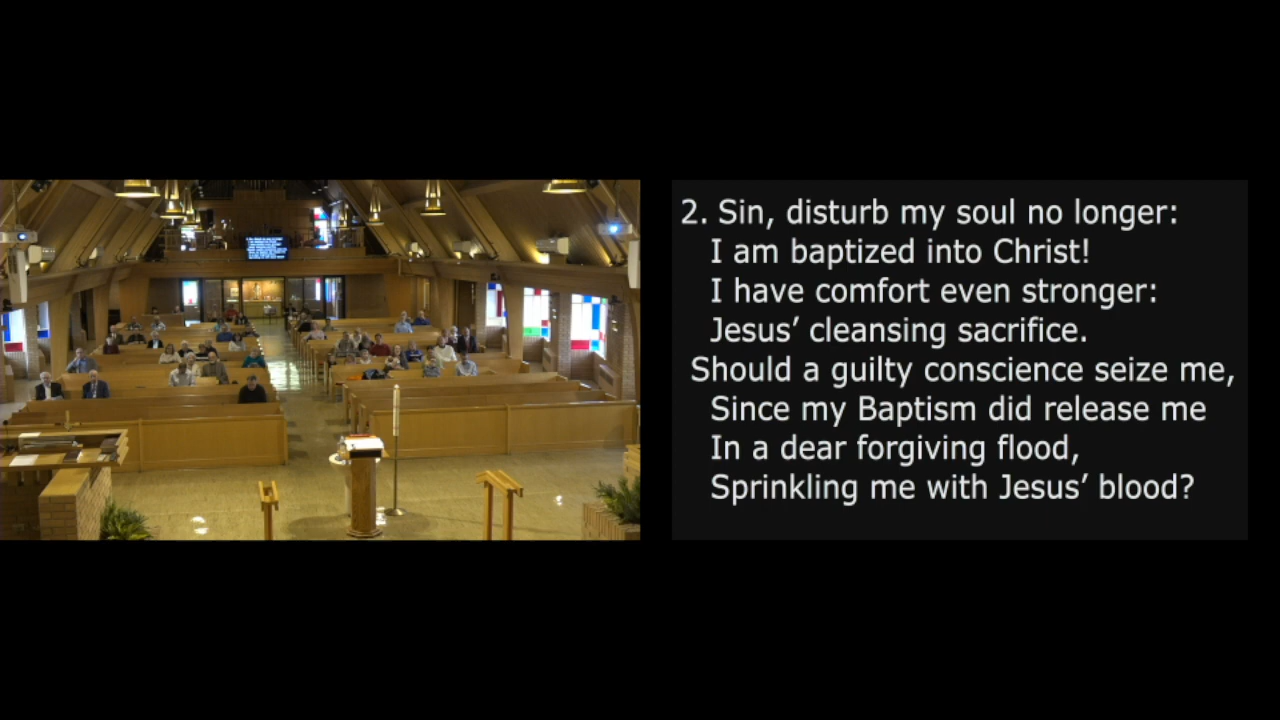 2. Sin, disturb my soul no longer:
I am baptized into Christ!
I have comfort even stronger:
Jesus’ cleansing sacrifice.
Should a guilty conscience seize me,
Since my Baptism did release me
In a dear forgiving flood,
Sprinkling me with Jesus’ blood?